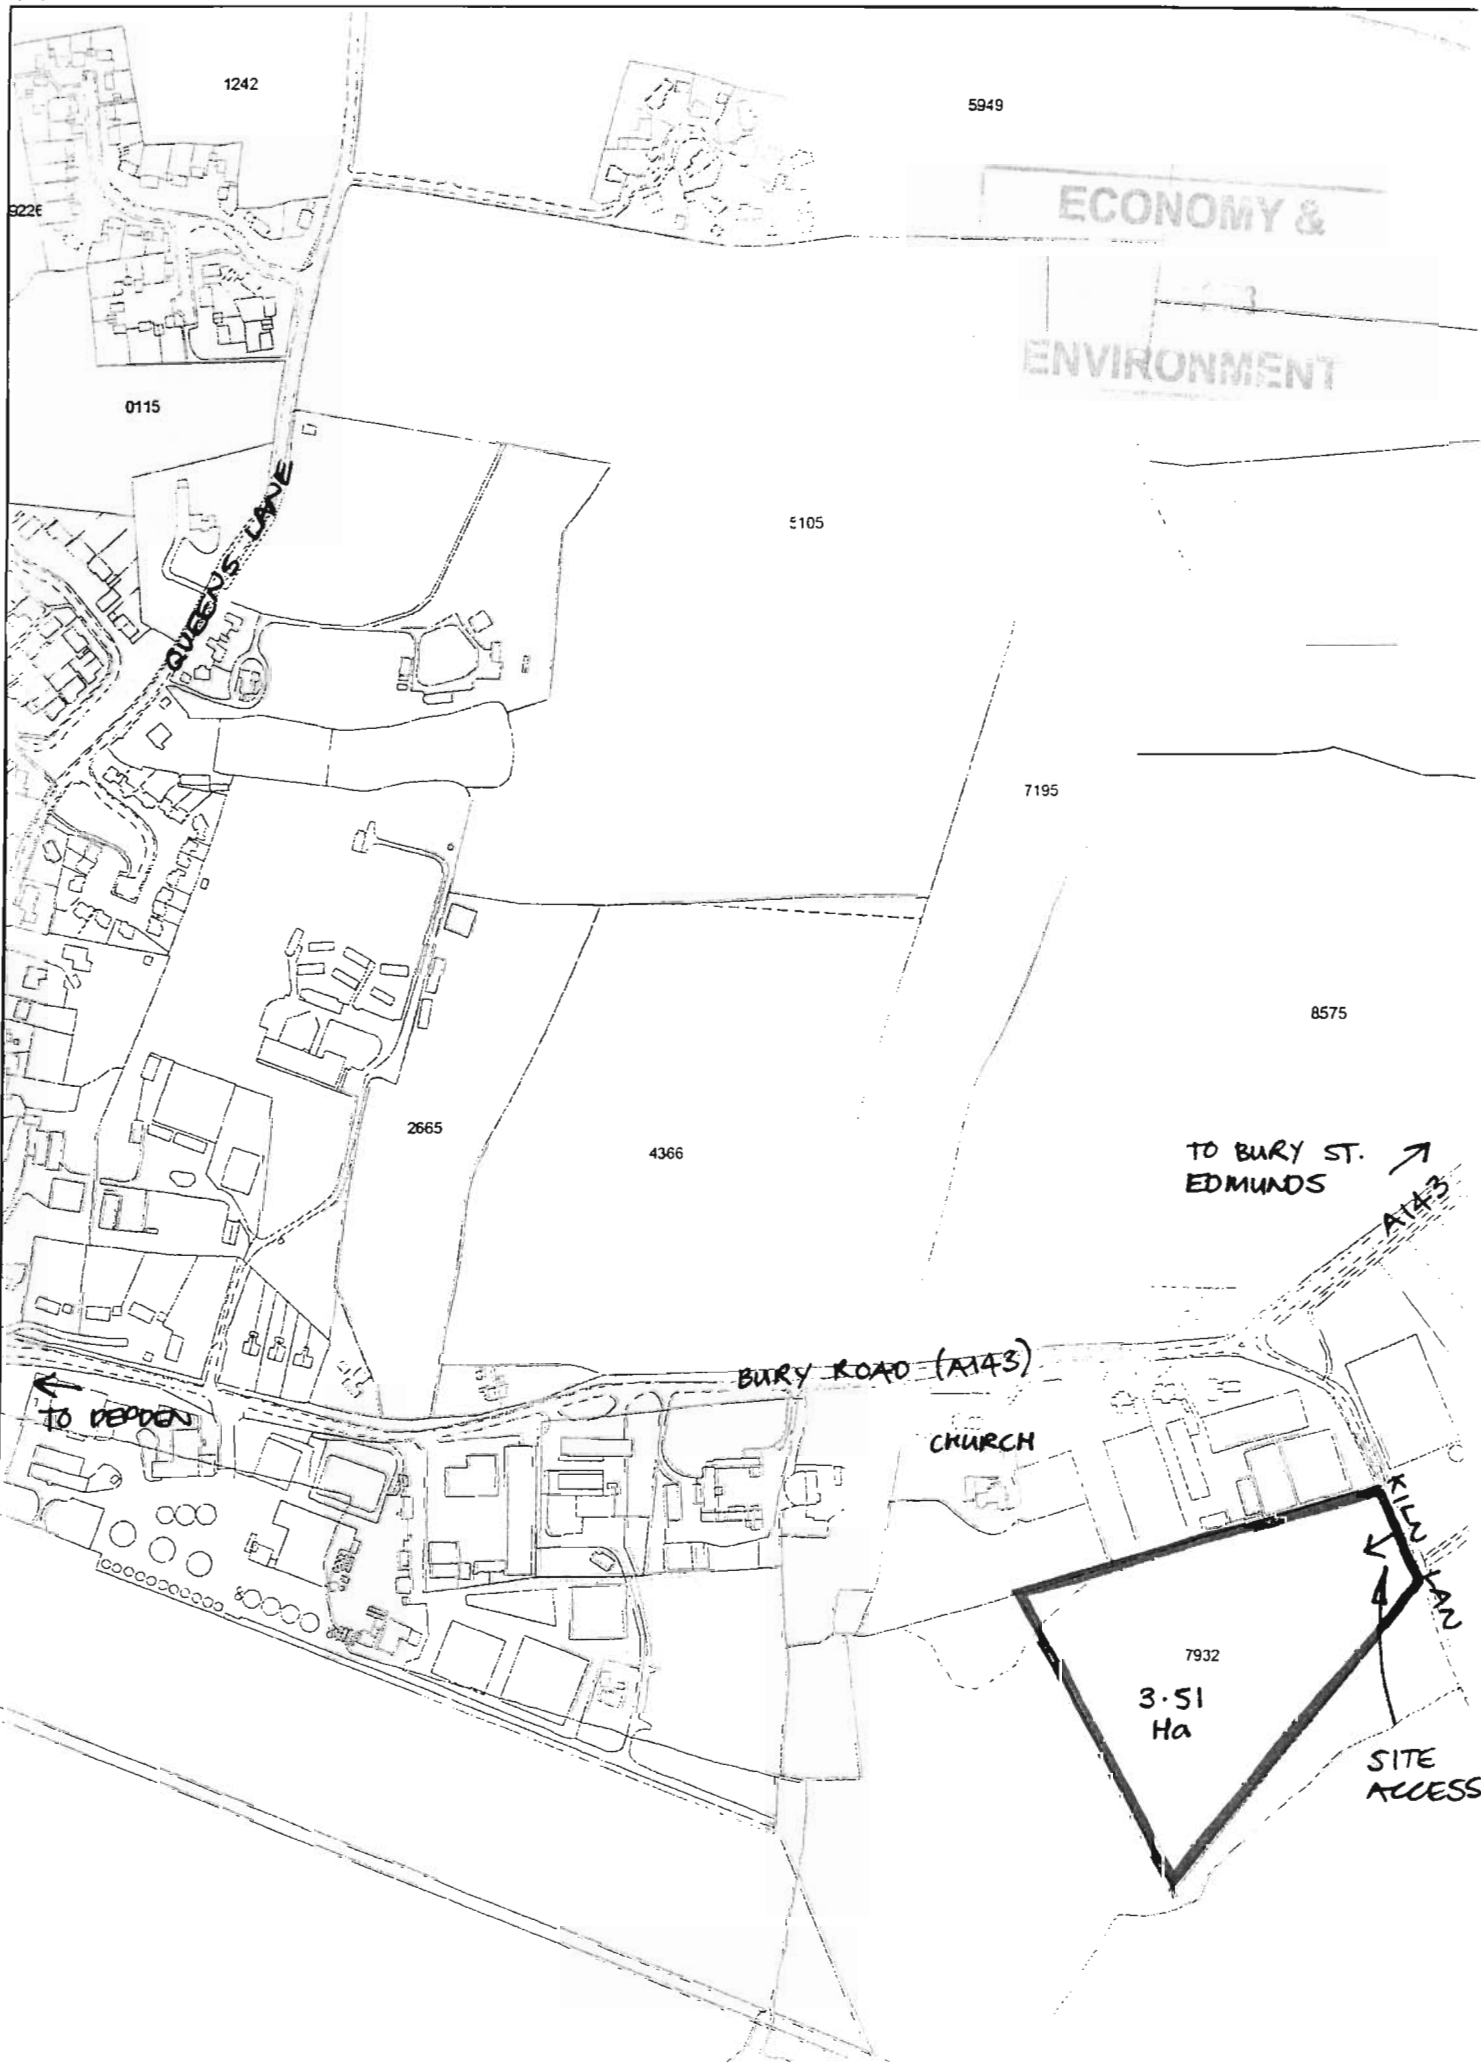 1242
5949
ECONOMY &
9226
ENVIRONMENT
0115
QUEENS LANE
5105
7195
8575
2665
4366
TO BURY ST.
EDMUNDS
A143
BURY ROAD (A143)
TO DEPDEN
CHURCH
KILN LAN
7932
3.51
Ha
SITE
ACCESS